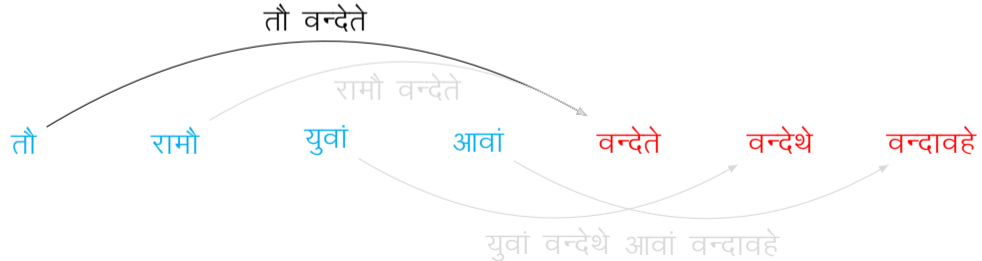 तौ वन्देते
रामौ वन्देते
तौ रामौ युवां आवां वन्देते वन्देथे वन्दावहे
युवां वन्देथे आवां वन्दावहे